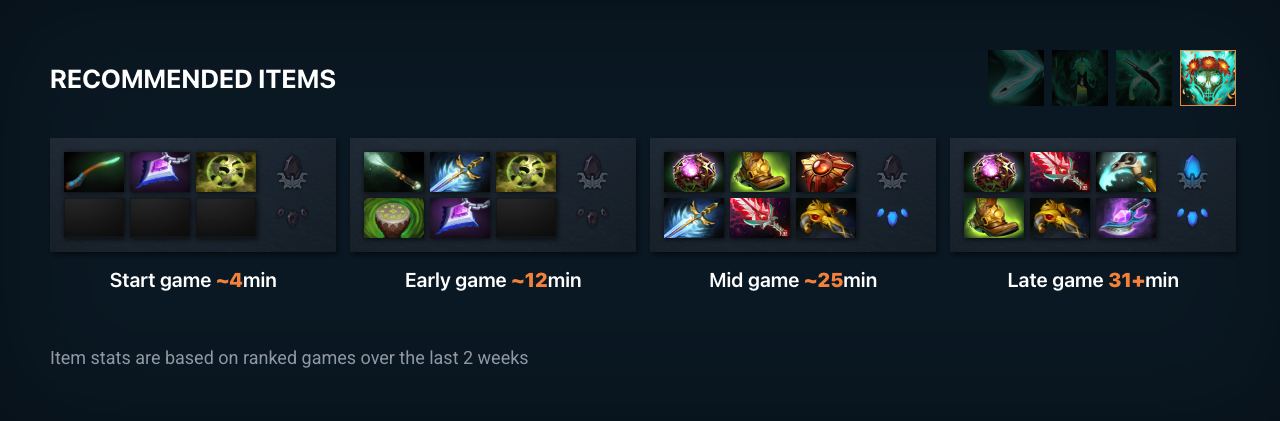 RECOMMENDED ITEMS
Start game ~4min
Early game ~12min
Mid game ~25min
Late game 31+min
Item stats are based on ranked games over the last 2 weeks